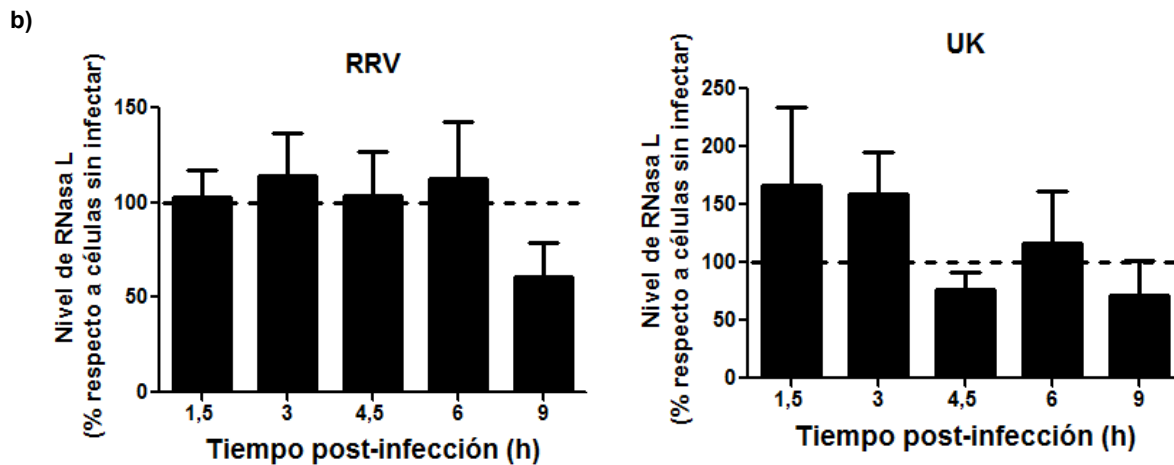 b)
RRV
Nivel de RNasa L
(% respecto a células sin infectar)
150
100
50
0
1,5 3 4,5 6 9
Tiempo post-infección (h)
UK
Nivel de RNasa L
(% respecto a células sin infectar)
250
200
150
100
50
0
1,5 3 4,5 6 9
Tiempo post-infección (h)